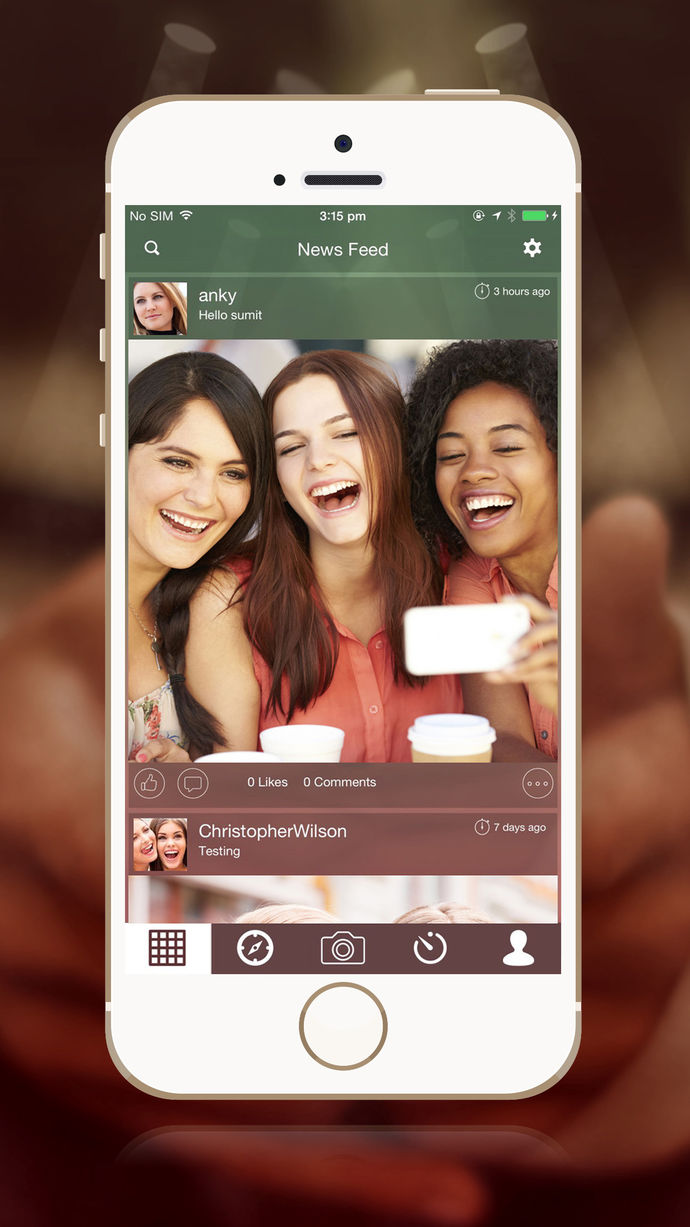 No SIM 3:15 pm
News Feed
anky 3 hours ago
Hello sumit
0 Likes 0 Comments
ChristopherWilson 7 days ago
Testing